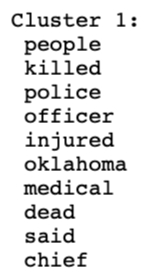 Cluster 1:
people
killed
police
officer
injured
oklahoma
medical
dead
said
chief